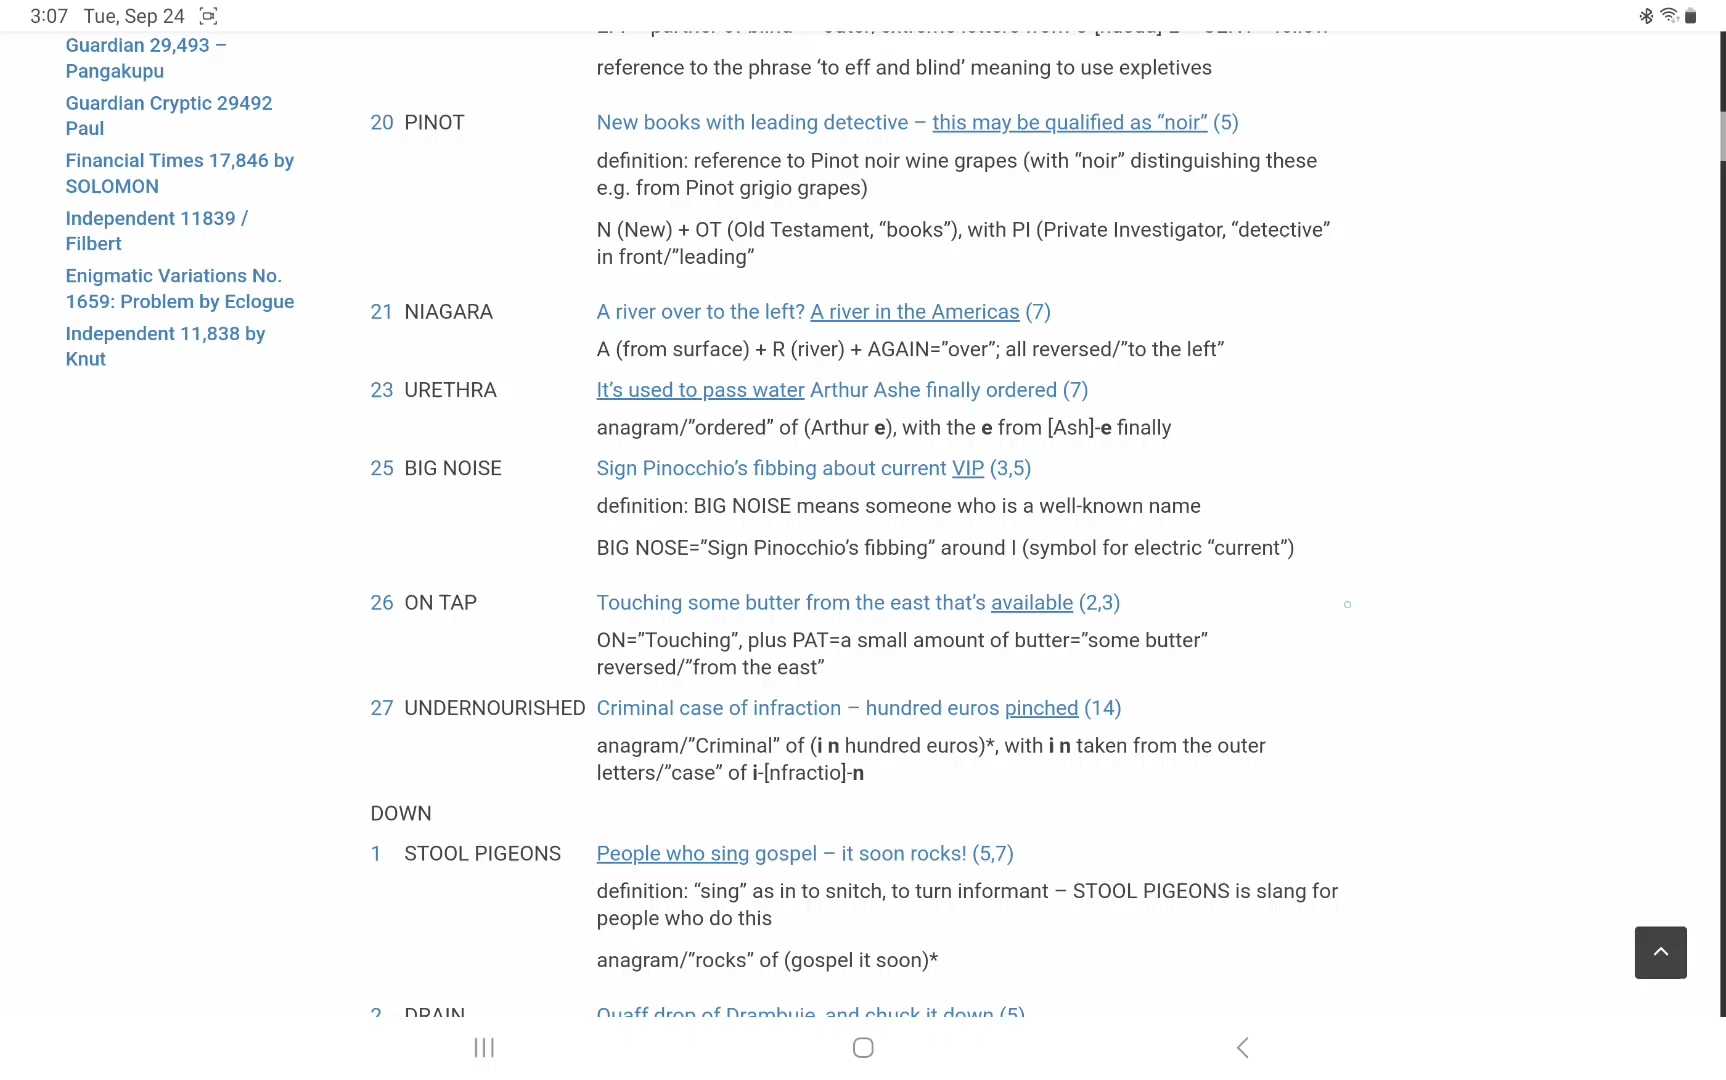 3:07 Tue, Sep 24
Guardian 29,493 –
Pangakupu
Guardian Cryptic 29492
Paul
Financial Times 17,846 by
SOLOMON
Independent 11839 /
Filbert
Enigmatic Variations No.
1659: Problem by Eclogue
Independent 11,838 by
Knut
reference to the phrase ‘to eff and blind’ meaning to use expletives
20 PINOT New books with leading detective – this may be qualified as “noir” (5)
definition: reference to Pinot noir wine grapes (with “noir” distinguishing these
e.g. from Pinot grigio grapes)
N (New) + OT (Old Testament, “books”), with PI (Private Investigator, “detective”
in front/”leading”
21 NIAGARA A river over to the left? A river in the Americas (7)
A (from surface) + R (river) + AGAIN=”over”; all reversed/”to the left”
23 URETHRA It’s used to pass water Arthur Ashe finally ordered (7)
anagram/”ordered” of (Arthur e), with the e from [Ash]-e finally
25 BIG NOISE Sign Pinocchio’s fibbing about current VIP (3,5)
definition: BIG NOISE means someone who is a well-known name
BIG NOSE=”Sign Pinocchio’s fibbing” around I (symbol for electric “current”)
26 ON TAP Touching some butter from the east that’s available (2,3)
ON=”Touching”, plus PAT=a small amount of butter=”some butter”
reversed/”from the east”
27 UNDERNOURISHED Criminal case of infraction – hundred euros pinched (14)
anagram/”Criminal” of (i n hundred euros)*, with i n taken from the outer
letters/”case” of i-[nfractio]-n
DOWN
1 STOOL PIGEONS People who sing gospel – it soon rocks! (5,7)
definition: “sing” as in to snitch, to turn informant – STOOL PIGEONS is slang for
people who do this
anagram/”rocks” of (gospel it soon)*
2 DRAIN Quaff drop of Drambuie, and chuck it down (5)